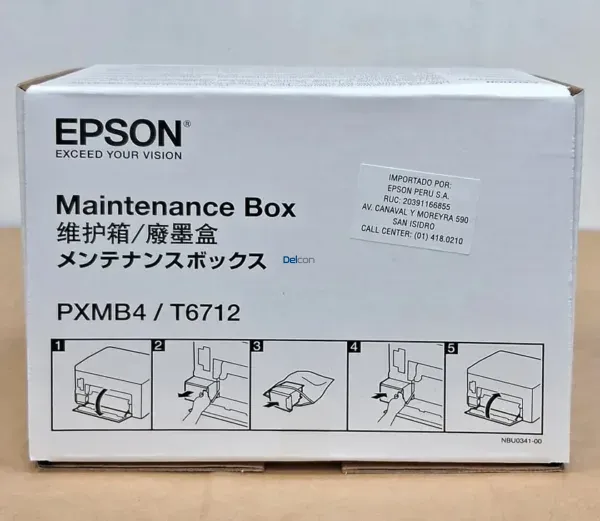 EPSON®
EXCEED YOUR VISION
Maintenance Box
维护箱/廢墨盒
メンテナンスボックス
PXMB4 / T6712
IMPORTADO POR:
EPSON PERU S.A.
RUC: 20391166855
AV. CANAVAL Y MOREYRA 590
SAN ISIDRO
CALL CENTER: (01) 418.0210
Delcon
1 2 3 4 5
NBU0341-00